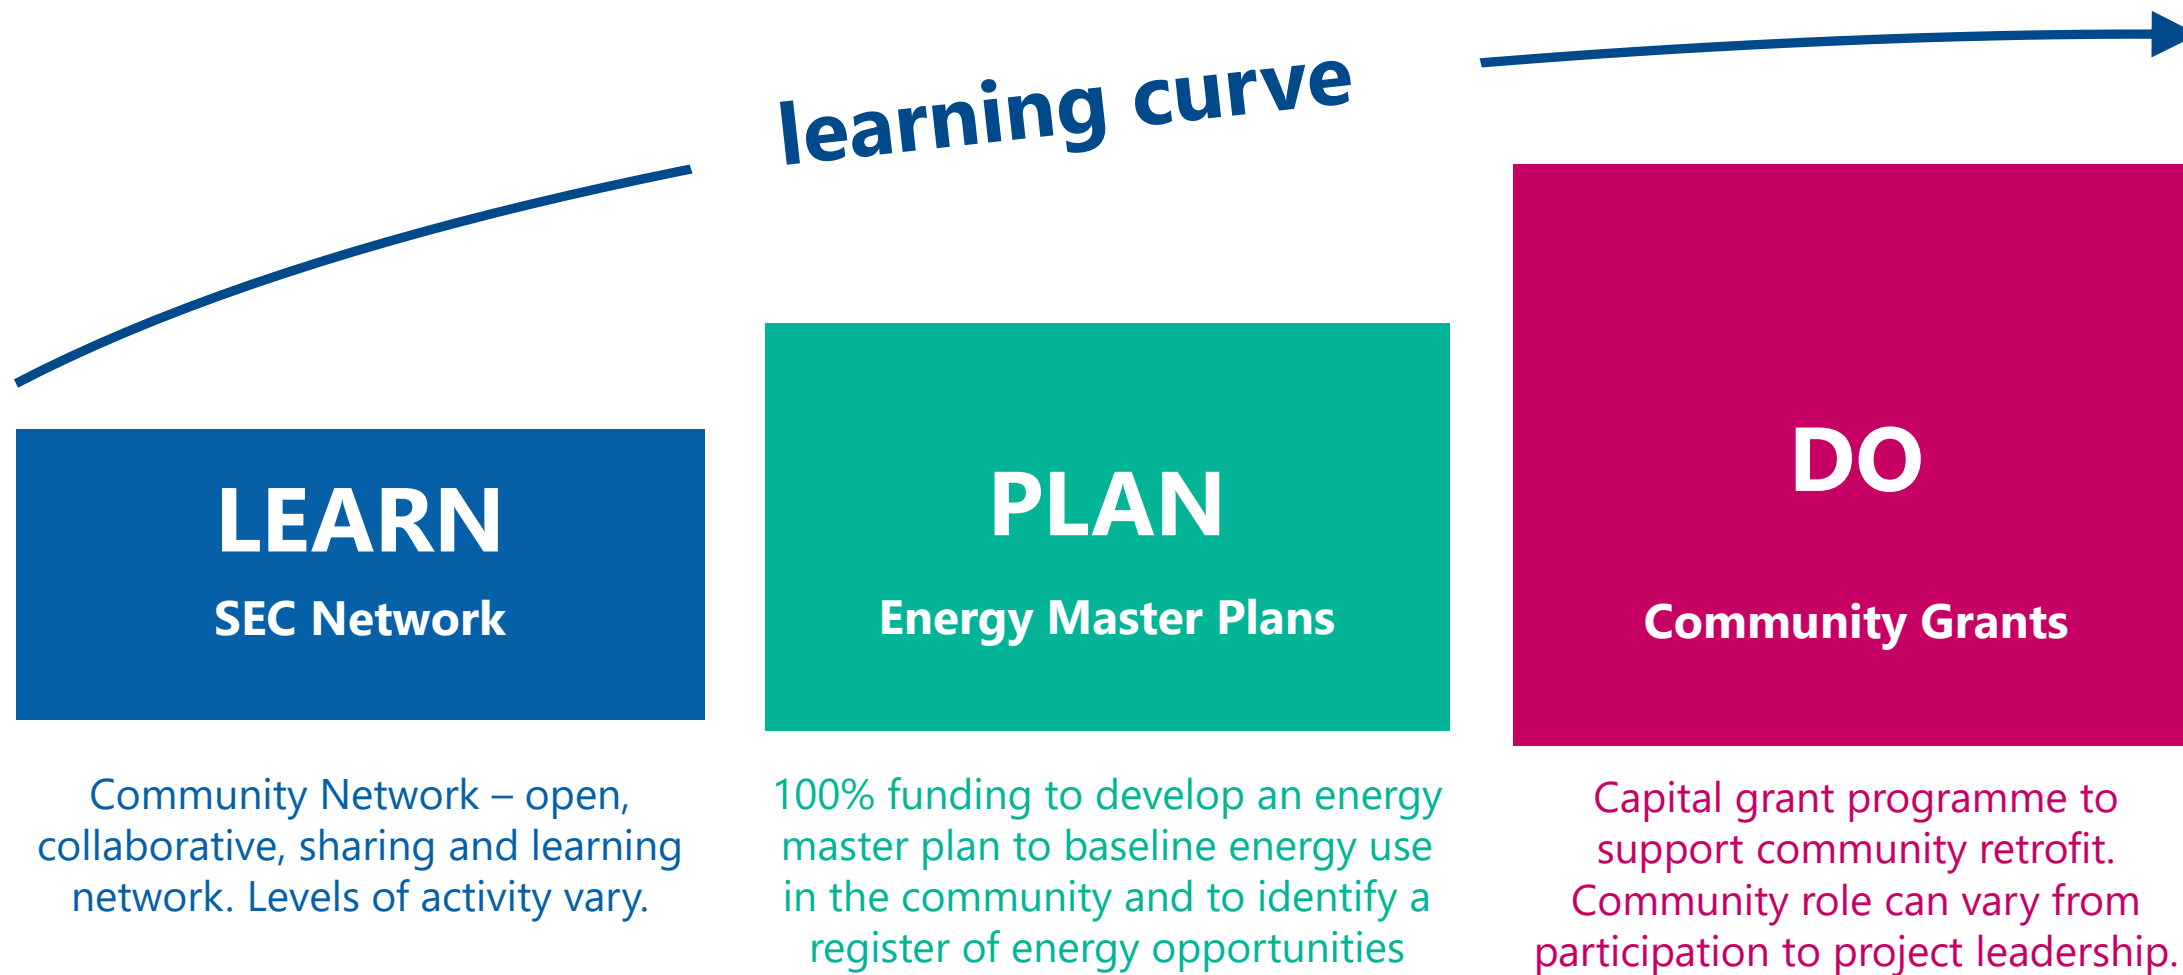 learning curve
LEARN
SEC Network
Community Network – open,
collaborative, sharing and learning
network. Levels of activity vary.
PLAN
Energy Master Plans
100% funding to develop an energy
master plan to baseline energy use
in the community and to identify a
register of energy opportunities
DO
Community Grants
Capital grant programme to
support community retrofit.
Community role can vary from
participation to project leadership.